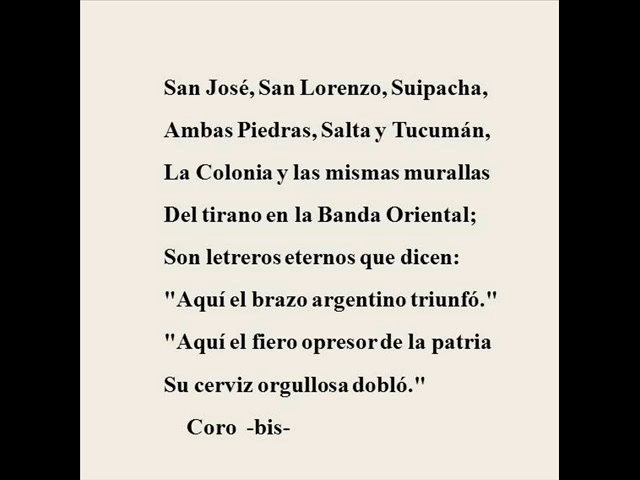 San José, San Lorenzo, Suipacha,
Ambas Piedras, Salta y Tucumán,
La Colonia y las mismas murallas
Del tirano en la Banda Oriental;
Son letreros eternos que dicen:
"Aquí el brazo argentino triunfó."
"Aquí el fiero opresor de la patria
Su cerviz orgullosa dobló."
Coro -bis-